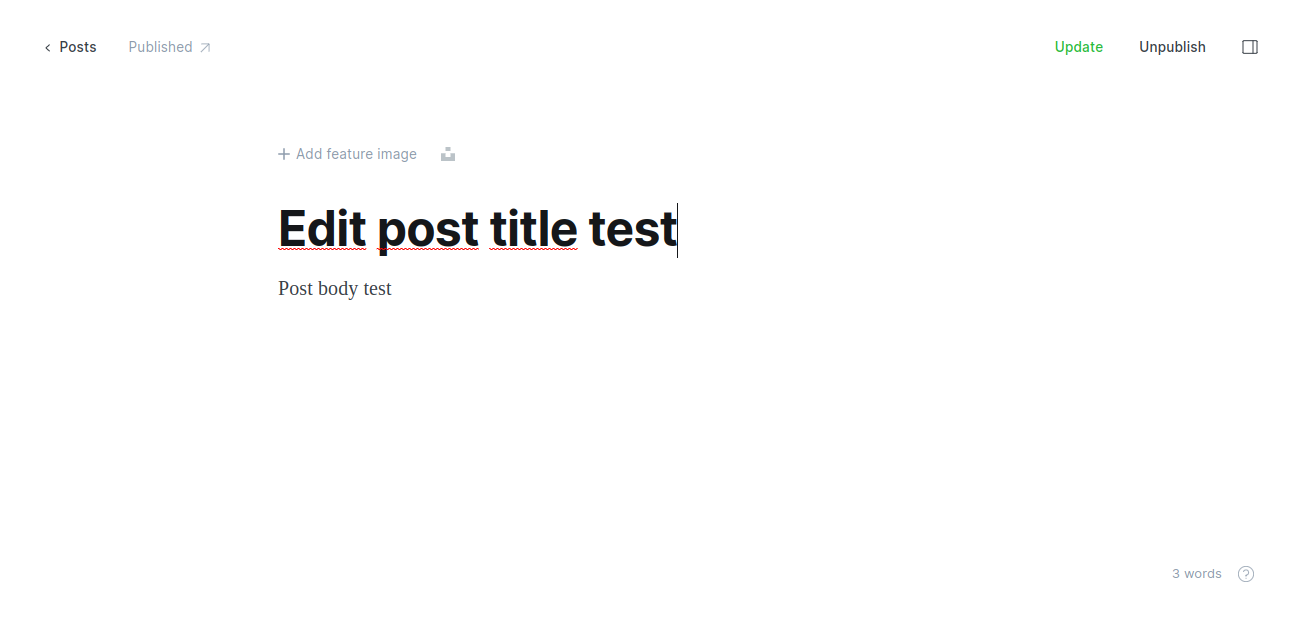 Posts
Published
Update
Unpublish
Add feature image
Edit post title test
Post body test
3 words